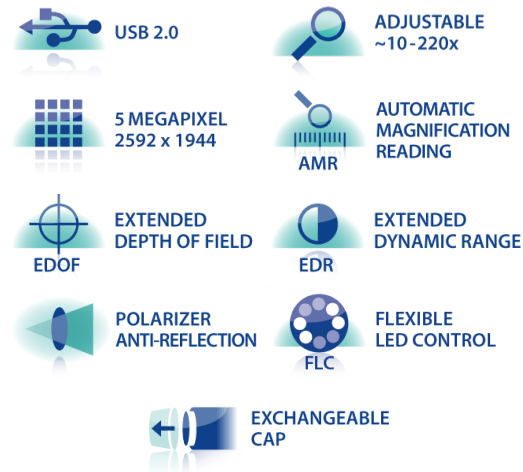 USB 2.0
ADJUSTABLE
~10-220x
5 MEGAPIXEL
2592 x 1944
AUTOMATIC
MAGNIFICATION
READING
AMR
EXTENDED
DEPTH OF FIELD
EDOF
EXTENDED
DYNAMIC RANGE
EDR
POLARIZER
ANTI-REFLECTION
FLEXIBLE
LED CONTROL
FLC
EXCHANGEABLE
CAP